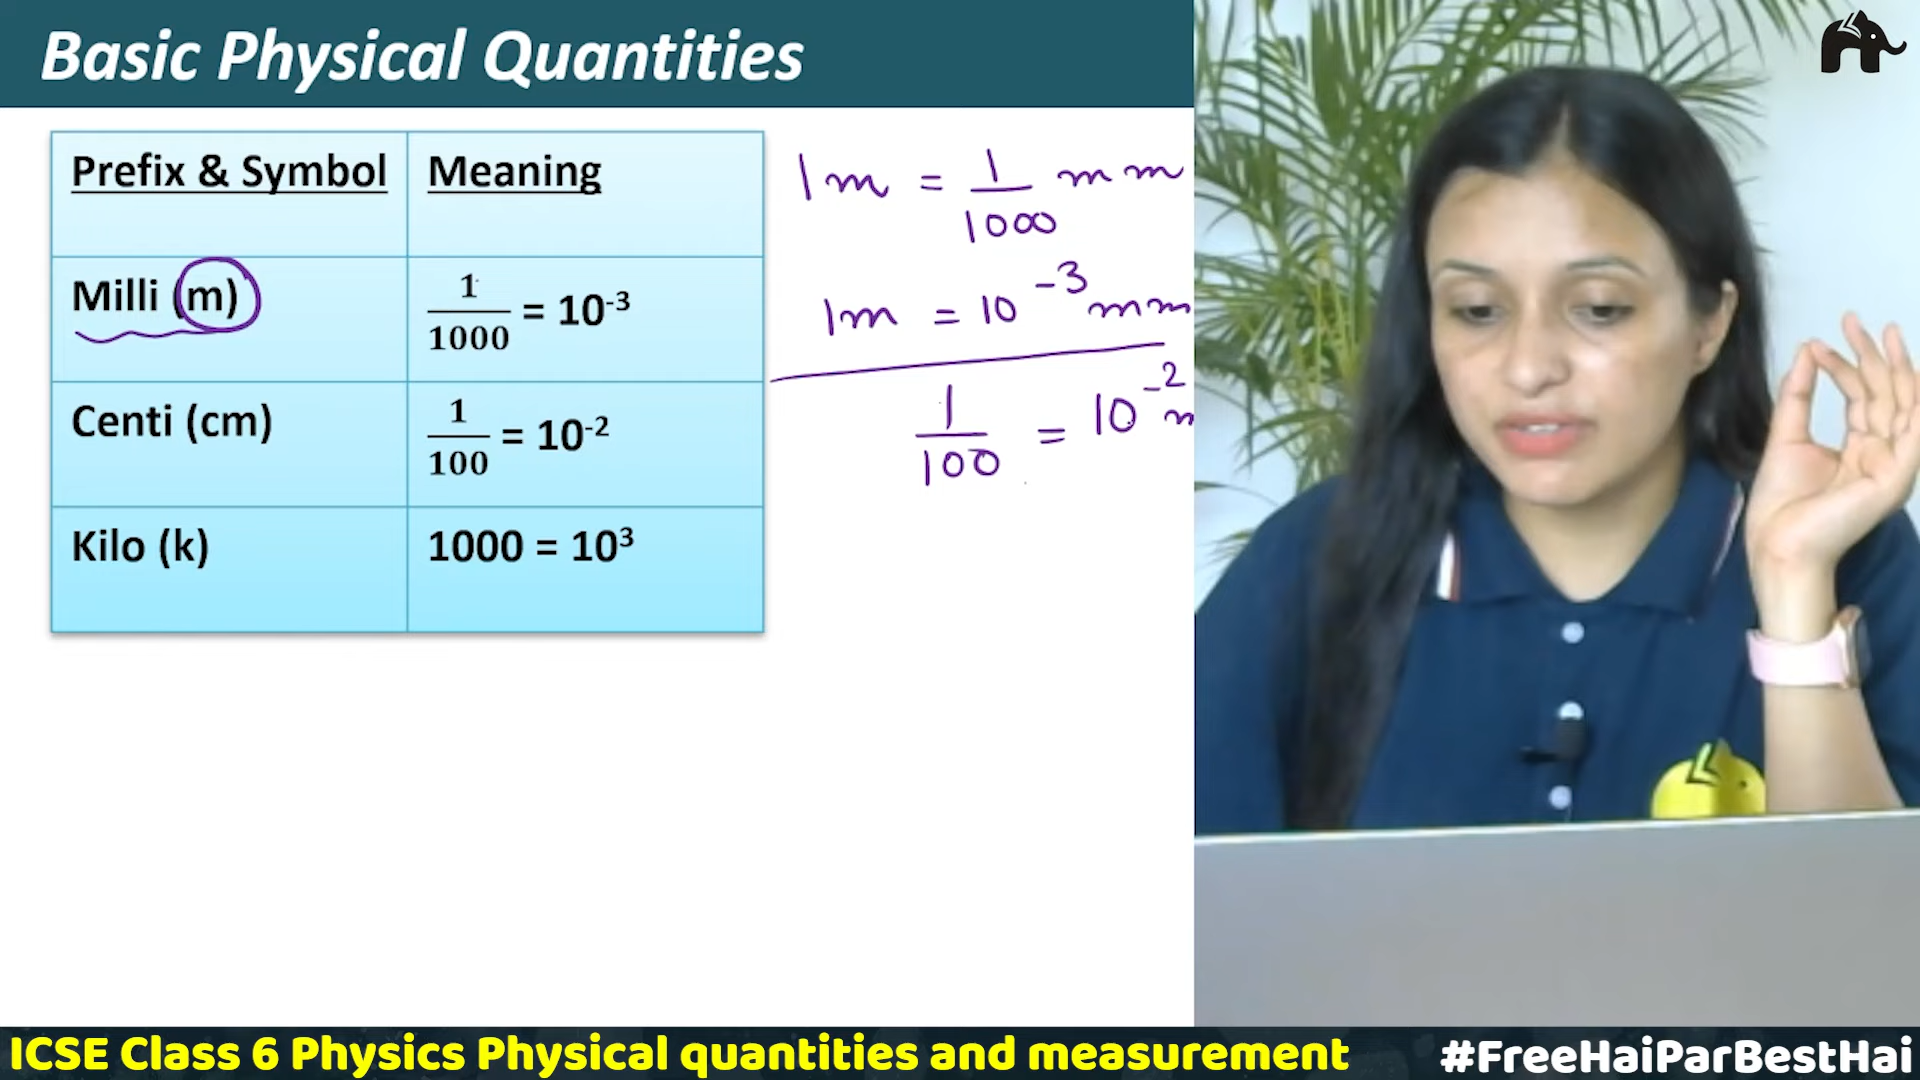 Basic Physical Quantities
Prefix & Symbol Meaning
Milli (m) 1/1000 = 10⁻³
Centi (cm) 1/100 = 10⁻²
Kilo (k) 1000 = 10³
1m = 1/1000 mm
1m = 10⁻³ mm
1/100 = 10⁻²
ICSE Class 6 Physics Physical quantities and measurement
#FreeHaiParBestHai